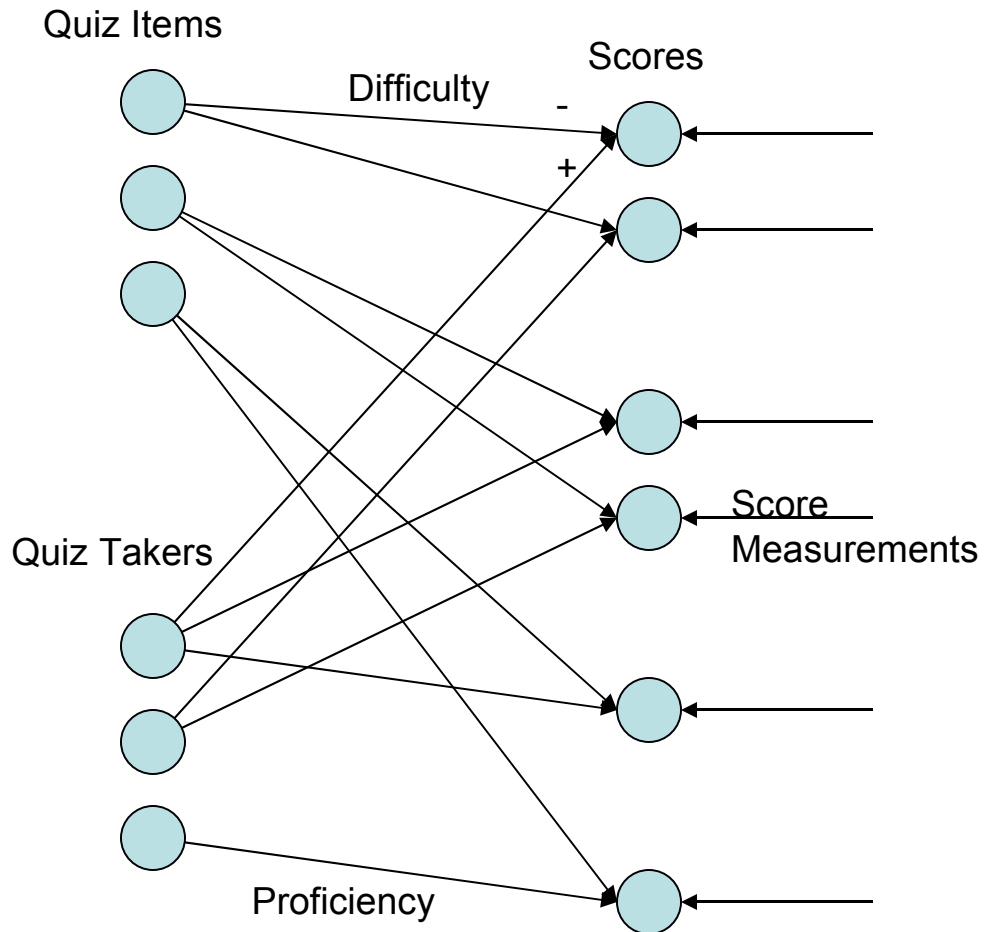 Quiz Items
Scores
Difficulty
-
+
Score
Measurements
Quiz Takers
Proficiency